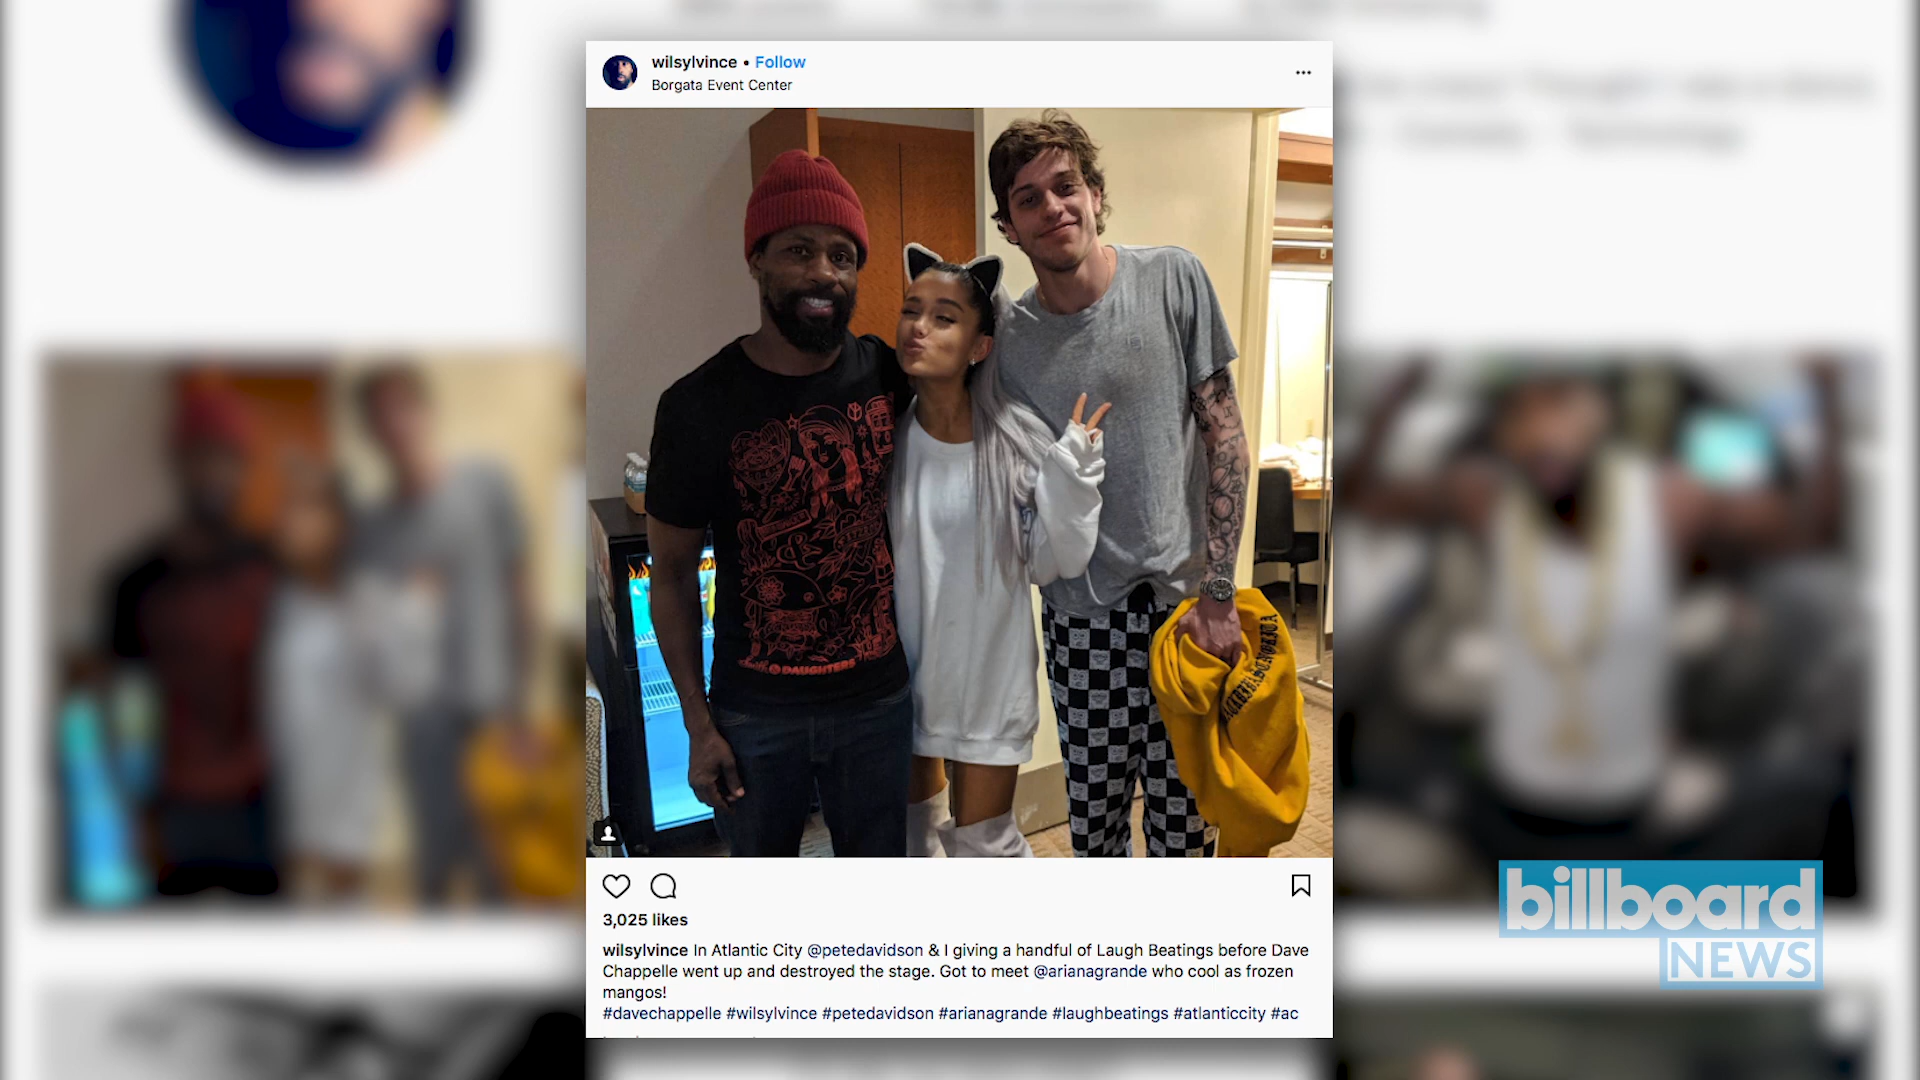 wilsylvince • Follow
Borgata Event Center
DAUGHTERS
3,025 likes
wilsylvince In Atlantic City @petedavidson & I giving a handful of Laugh Beatings before Dave
Chappelle went up and destroyed the stage. Got to meet @arianagrande who cool as frozen
mangos!
#davechappelle #wilsylvince #petedavidson #arianagrande #laughbeatings #atlanticcity #ac
billboard
NEWS